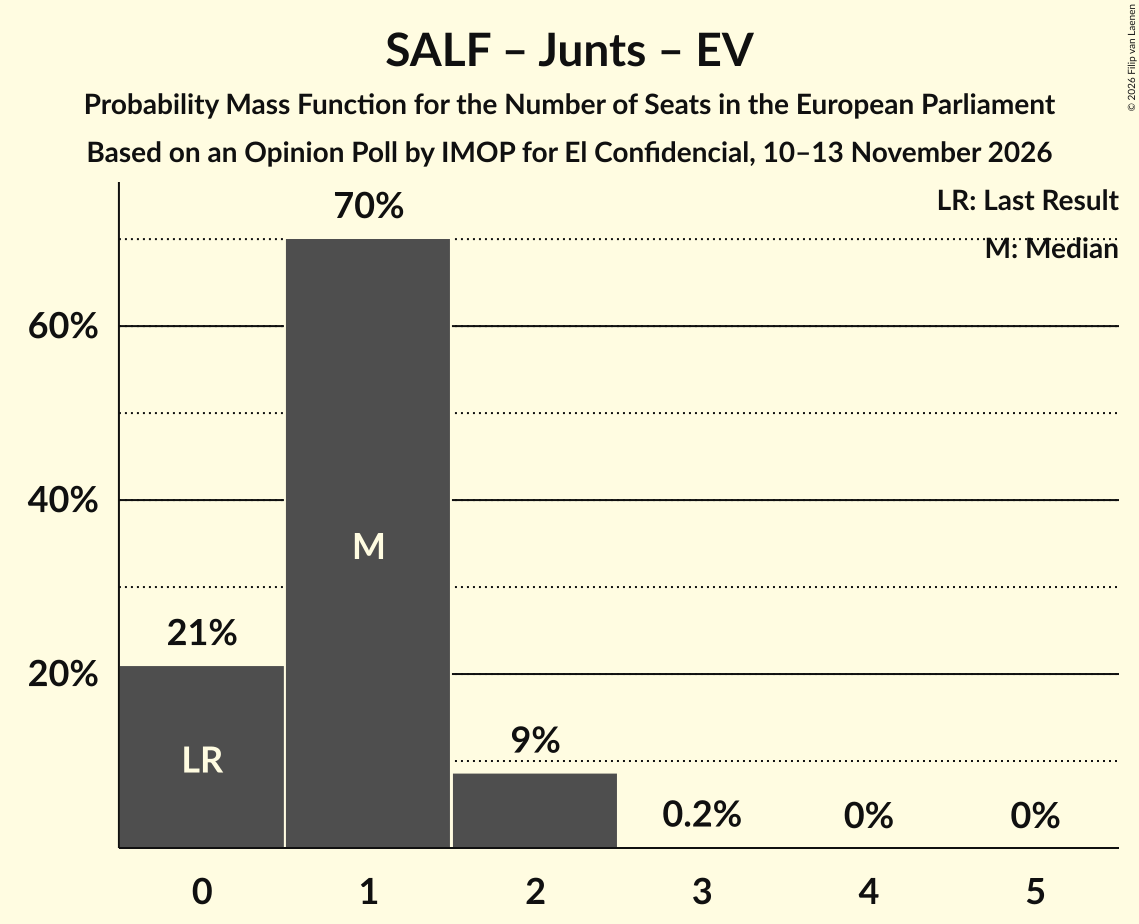 SALF – Junts – EV
Probability Mass Function for the Number of Seats in the European Parliament
Based on an Opinion Poll by IMOP for El Confidencial, 10–13 November 2026
© 2026 Filip van Laenen
LR: Last Result
M: Median
70%
60%
40%
M
21%
20%
LR
9%
0.2%
0%
0%
0 1 2 3 4 5